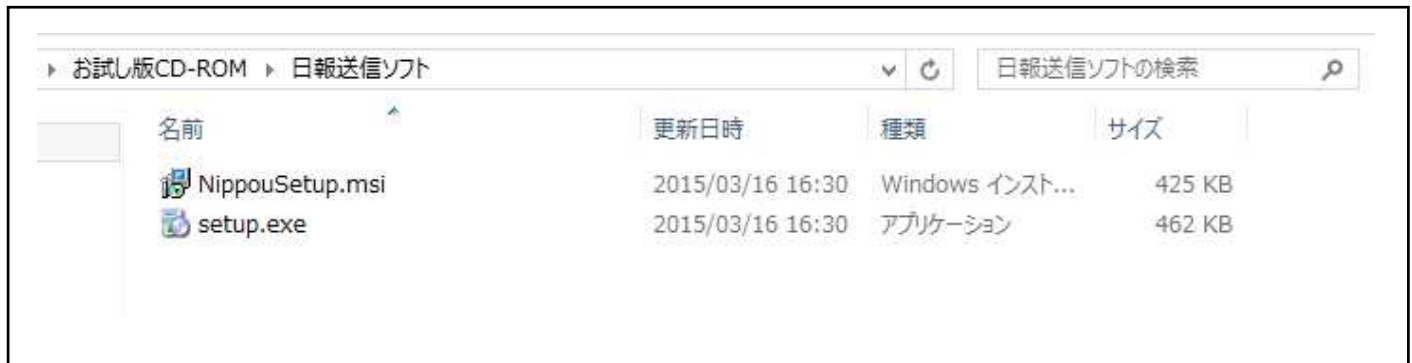 お試し版CD-ROM ▸ 日報送信ソフト 日報送信ソフトの検索
名前 更新日時 種類 サイズ
NippouSetup.msi 2015/03/16 16:30 Windows インスト... 425 KB
setup.exe 2015/03/16 16:30 アプリケーション 462 KB